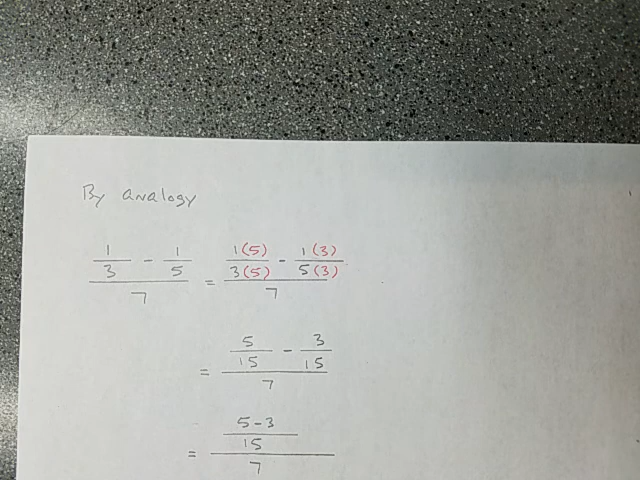 By analogy
1/3 - 1/5 / 7 = 1(5)/3(5) - 1(3)/5(3) / 7
= 5/15 - 3/15 / 7
= 5-3/15 / 7